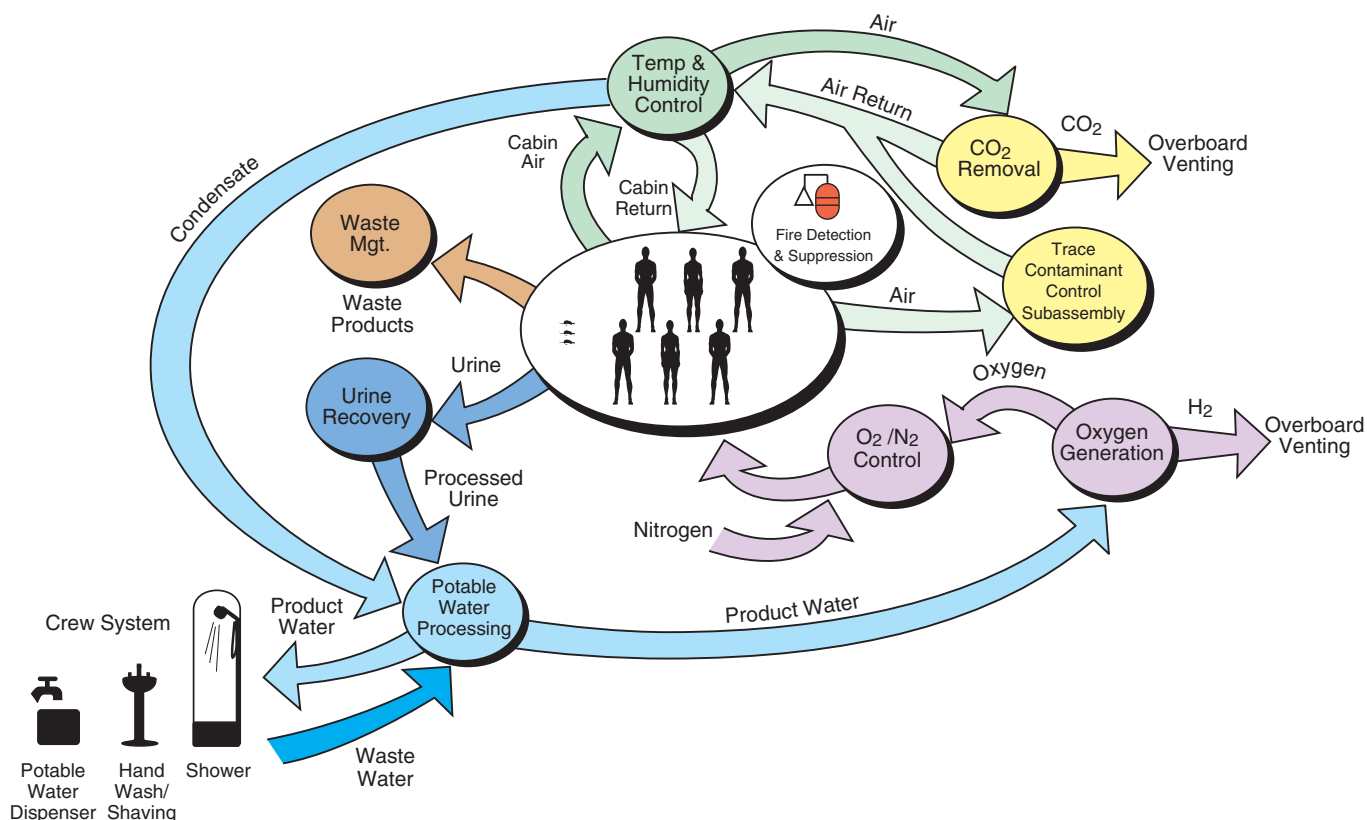 Air
Temp &
Humidity
Control
Air Return
CO2
Overboard
Venting
CO2
Removal
Cabin
Air
Cabin
Return
Condensate
Fire Detection
& Suppression
Waste
Mgt.
Waste
Products
Trace
Contaminant
Control
Subassembly
Air
Urine
Urine
Recovery
Oxygen
H2
Overboard
Venting
O2 /N2
Control
Oxygen
Generation
Processed
Urine
Nitrogen
Potable
Water
Processing
Product Water
Product
Water
Crew System
Waste
Water
Potable
Water
Dispenser
Hand
Wash/
Shaving
Shower